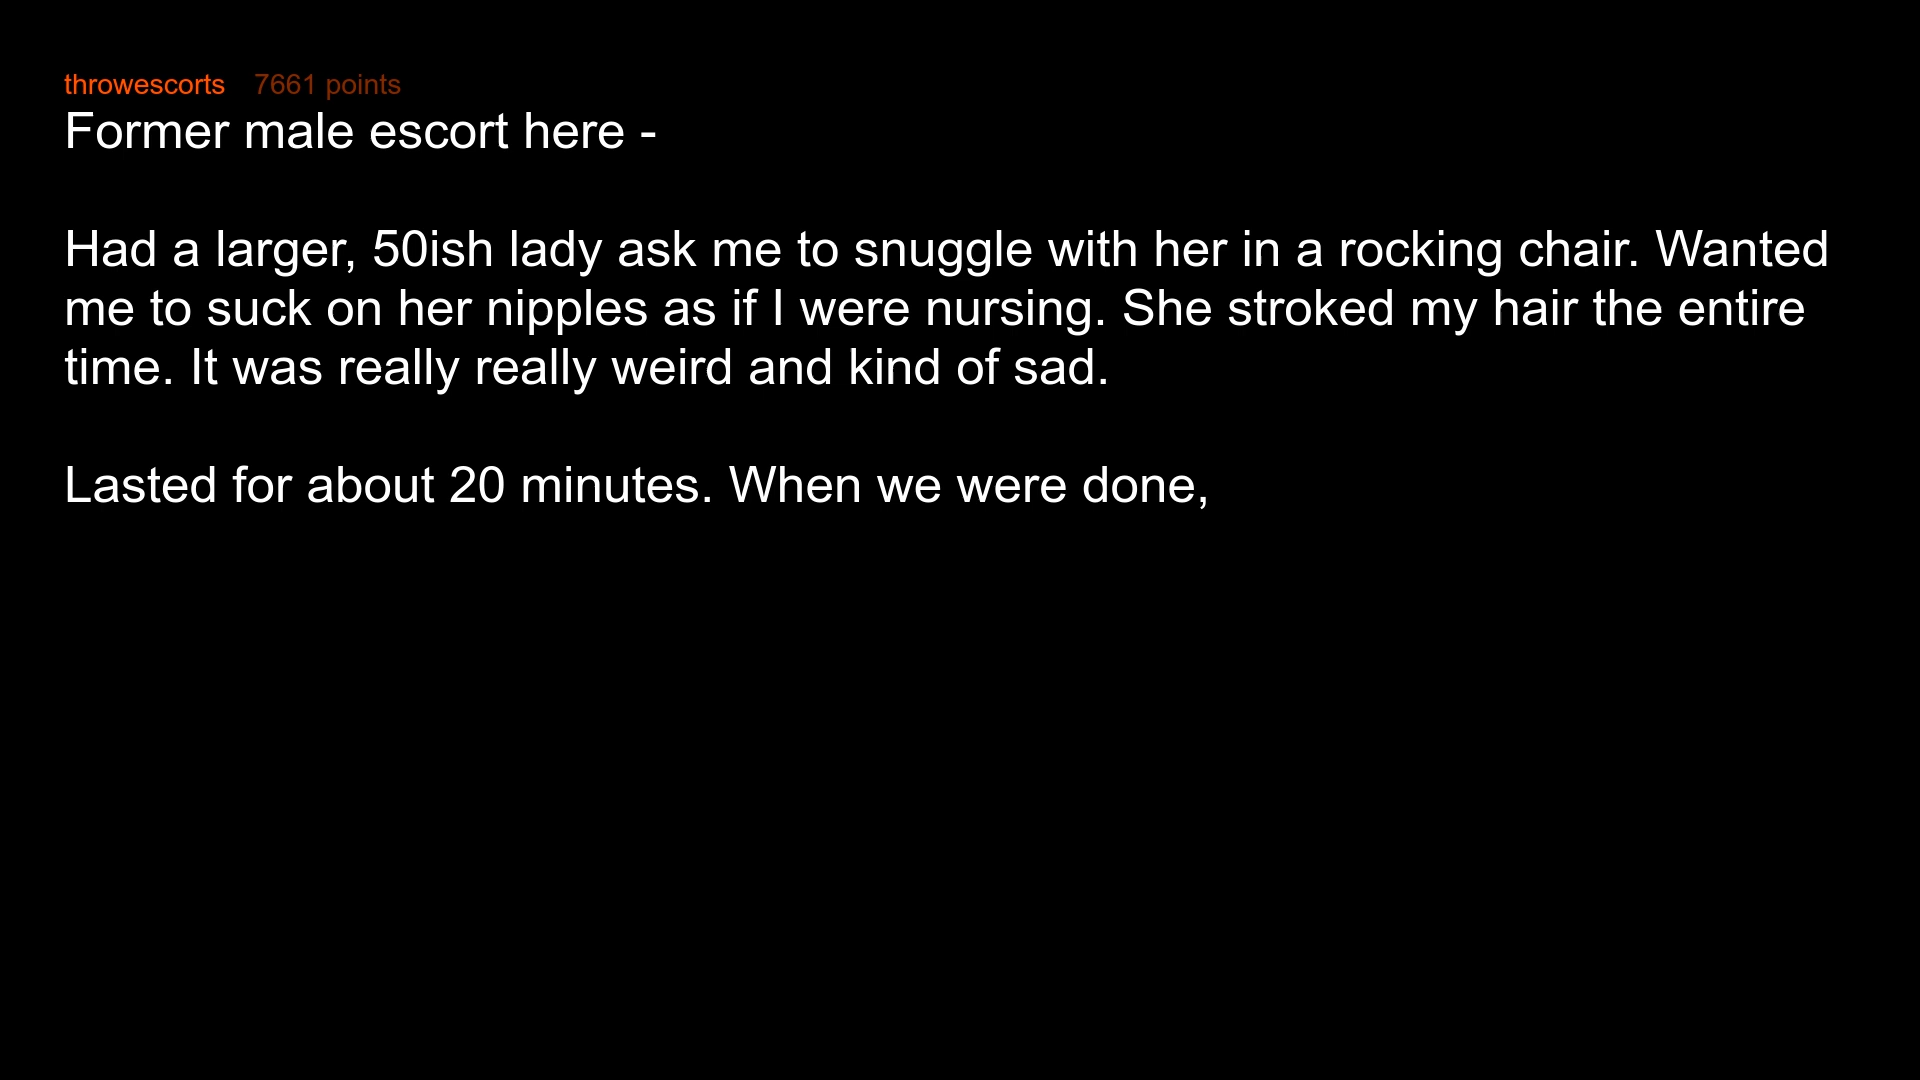 throwescorts 7661 points
Former male escort here -
Had a larger, 50ish lady ask me to snuggle with her in a rocking chair. Wanted
me to suck on her nipples as if I were nursing. She stroked my hair the entire
time. It was really really weird and kind of sad.
Lasted for about 20 minutes. When we were done,